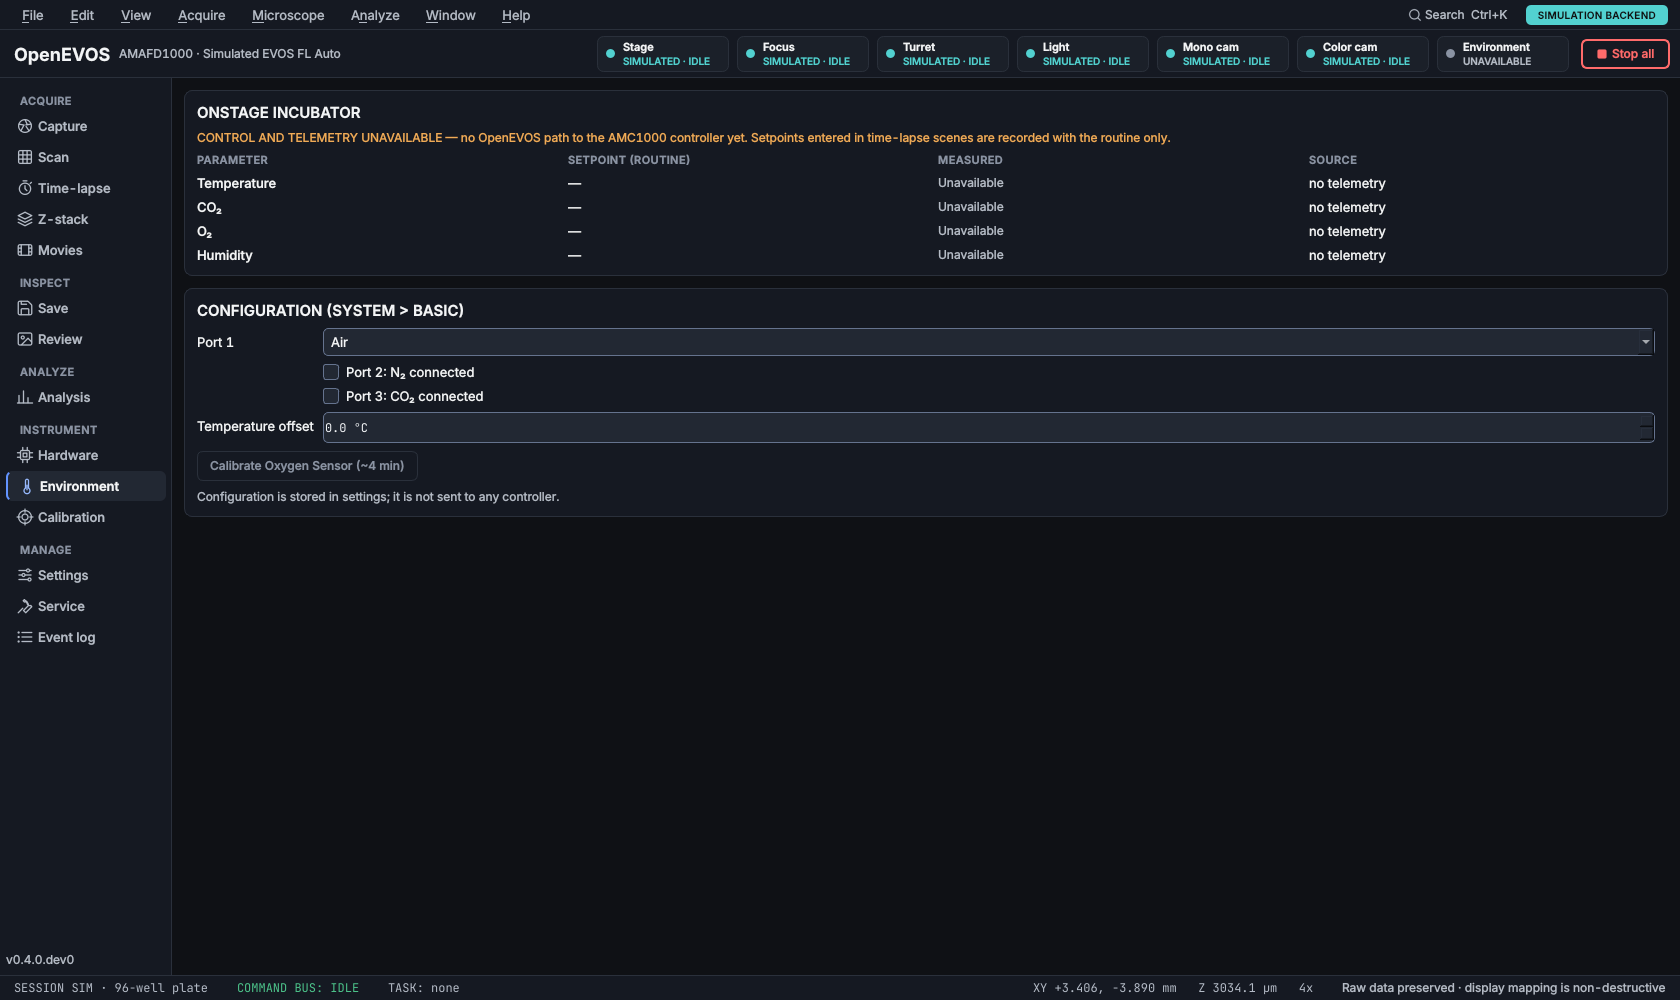 File Edit View Acquire Microscope Analyze Window Help Search Ctrl+K SIMULATION BACKEND
OpenEVOS AMAFD1000 · Simulated EVOS FL Auto
Stage
SIMULATED · IDLE
Focus
SIMULATED · IDLE
Turret
SIMULATED · IDLE
Light
SIMULATED · IDLE
Mono cam
SIMULATED · IDLE
Color cam
SIMULATED · IDLE
Environment
UNAVAILABLE
Stop all
ACQUIRE
Capture
Scan
Time-lapse
Z-stack
Movies
INSPECT
Save
Review
ANALYZE
Analysis
INSTRUMENT
Hardware
Environment
Calibration
MANAGE
Settings
Service
Event log
v0.4.0.dev0
ONSTAGE INCUBATOR
CONTROL AND TELEMETRY UNAVAILABLE — no OpenEVOS path to the AMC1000 controller yet. Setpoints entered in time-lapse scenes are recorded with the routine only.
PARAMETER SETPOINT (ROUTINE) MEASURED SOURCE
Temperature — Unavailable no telemetry
CO₂ — Unavailable no telemetry
O₂ — Unavailable no telemetry
Humidity — Unavailable no telemetry
CONFIGURATION (SYSTEM > BASIC)
Port 1 Air
Port 2: N₂ connected
Port 3: CO₂ connected
Temperature offset 0.0 °C
Calibrate Oxygen Sensor (~4 min)
Configuration is stored in settings; it is not sent to any controller.
SESSION SIM · 96-well plate COMMAND BUS: IDLE TASK: none XY +3.406, -3.890 mm Z 3034.1 µm 4x Raw data preserved · display mapping is non-destructive